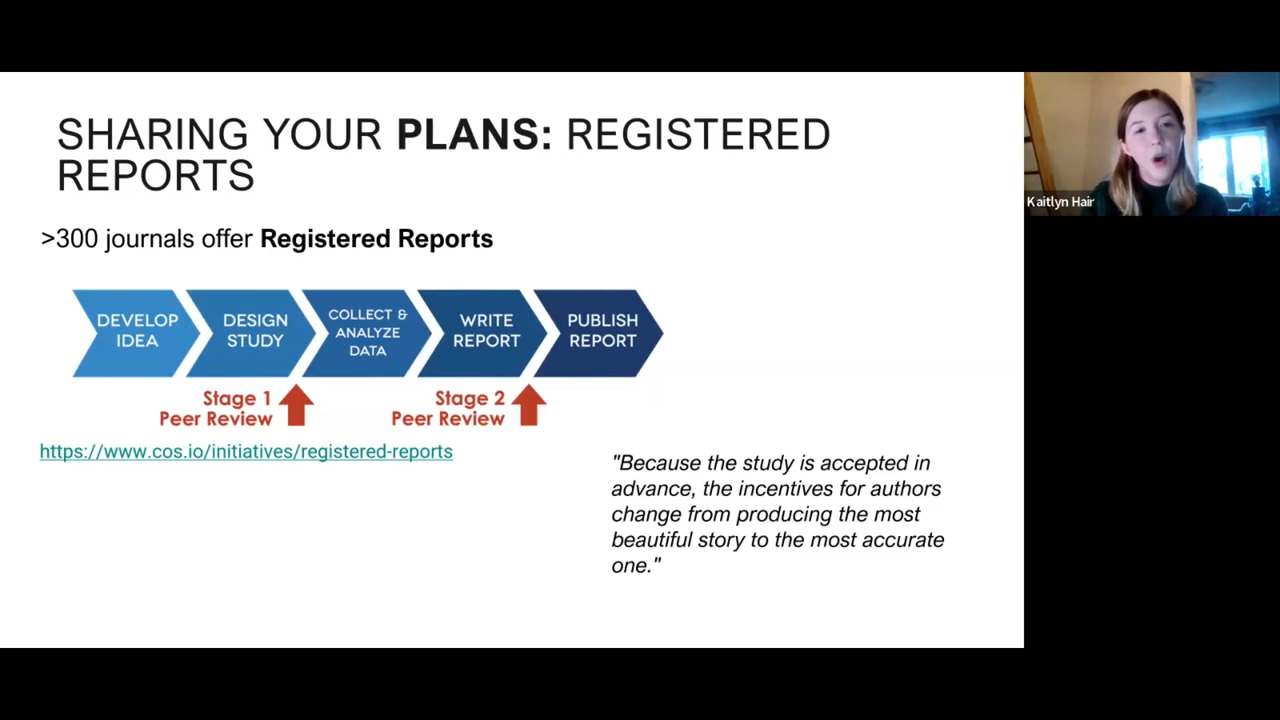 SHARING YOUR PLANS: REGISTERED
REPORTS
Kaitlyn Hair
>300 journals offer Registered Reports
DEVELOP
IDEA
DESIGN
STUDY
COLLECT &
ANALYZE
DATA
WRITE
REPORT
PUBLISH
REPORT
Stage 1
Peer Review
Stage 2
Peer Review
https://www.cos.io/initiatives/registered-reports
"Because the study is accepted in
advance, the incentives for authors
change from producing the most
beautiful story to the most accurate
one."